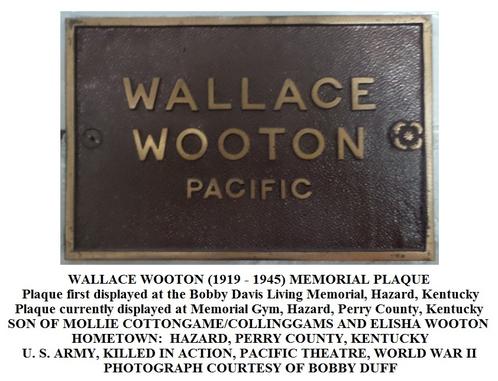 WALLACE
WOOTON
PACIFIC
WALLACE WOOTON (1919 - 1945) MEMORIAL PLAQUE
Plaque first displayed at the Bobby Davis Living Memorial, Hazard, Kentucky
Plaque currently displayed at Memorial Gym, Hazard, Perry County, Kentucky
SON OF MOLLIE COTTONGAME/COLLINGGAMS AND ELISHA WOOTON
HOMETOWN: HAZARD, PERRY COUNTY, KENTUCKY
U. S. ARMY, KILLED IN ACTION, PACIFIC THEATRE, WORLD WAR II
PHOTOGRAPH COURTESY OF BOBBY DUFF